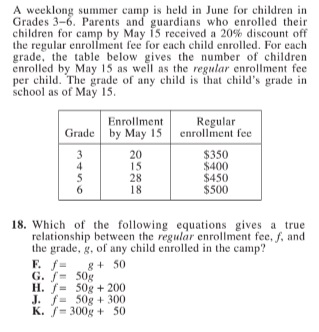 A weeklong summer camp is held in June for children in
Grades 3–6. Parents and guardians who enrolled their
children for camp by May 15 received a 20% discount off
the regular enrollment fee for each child enrolled. For each
grade, the table below gives the number of children
enrolled by May 15 as well as the regular enrollment fee
per child. The grade of any child is that child's grade in
school as of May 15.
Grade Enrollment by May 15 Regular enrollment fee
3 20 $350
4 15 $400
5 28 $450
6 18 $500
18. Which of the following equations gives a true
relationship between the regular enrollment fee, f, and
the grade, g, of any child enrolled in the camp?
F. f = g + 50
G. f = 50g
H. f = 50g + 200
J. f = 50g + 300
K. f = 300g + 50